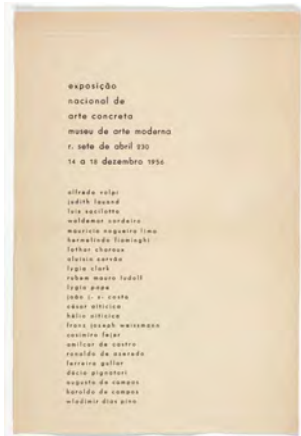 exposição
nacional de
arte concreta
museu de arte moderna
r. sete de abril 230
14 a 18 dezembro 1956
alfredo volpi
judith lauand
luiz sacilotto
waldemar cordeiro
maurício nogueira lima
hermelindo fiaminghi
lothar charoux
aluísio carvão
lygia clark
rubem mauro ludolf
lygia pape
joão j. s. costa
césar oiticica
hélio oiticica
franz joseph weissmann
casimiro fejer
amilcar de castro
ronaldo de azeredo
ferreira gullar
décio pignatari
augusto de campos
haroldo de campos
wladimir dias pino